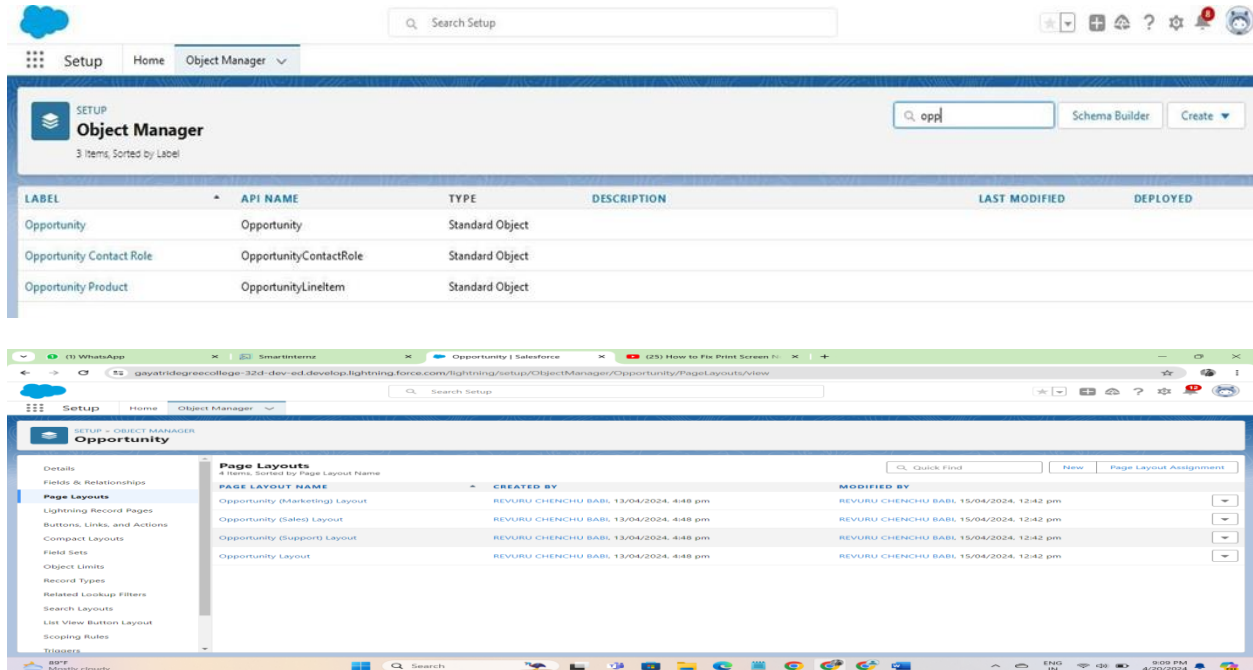 Search Setup
8
Setup Home Object Manager
SETUP
Object Manager
3 Items, Sorted by Label
opp
Schema Builder Create
LABEL API NAME TYPE DESCRIPTION LAST MODIFIED DEPLOYED
Opportunity Opportunity Standard Object
Opportunity Contact Role OpportunityContactRole Standard Object
Opportunity Product OpportunityLineItem Standard Object
(1) WhatsApp Smartinternz Opportunity | Salesforce (25) How to Fix Print Screen N
gayatridegreecollege-32d-dev-ed.develop.lightning.force.com/lightning/setup/ObjectManager/Opportunity/PageLayouts/view
Search Setup
12
Setup Home Object Manager
SETUP > OBJECT MANAGER
Opportunity
Details
Fields & Relationships
Page Layouts
Lightning Record Pages
Buttons, Links, and Actions
Compact Layouts
Field Sets
Object Limits
Record Types
Related Lookup Filters
Search Layouts
List View Button Layout
Scoping Rules
Triggers
Page Layouts
4 Items, Sorted by Page Layout Name
Quick Find New Page Layout Assignment
PAGE LAYOUT NAME CREATED BY MODIFIED BY
Opportunity (Marketing) Layout REVURU CHENCHU BABI, 13/04/2024, 4:48 pm REVURU CHENCHU BABI, 15/04/2024, 12:42 pm
Opportunity (Sales) Layout REVURU CHENCHU BABI, 13/04/2024, 4:48 pm REVURU CHENCHU BABI, 15/04/2024, 12:42 pm
Opportunity (Support) Layout REVURU CHENCHU BABI, 13/04/2024, 4:48 pm REVURU CHENCHU BABI, 15/04/2024, 12:42 pm
Opportunity Layout REVURU CHENCHU BABI, 13/04/2024, 4:48 pm REVURU CHENCHU BABI, 15/04/2024, 12:42 pm
89°F
Mostly cloudy
Search
ENG
IN
9:09 PM
4/20/2024